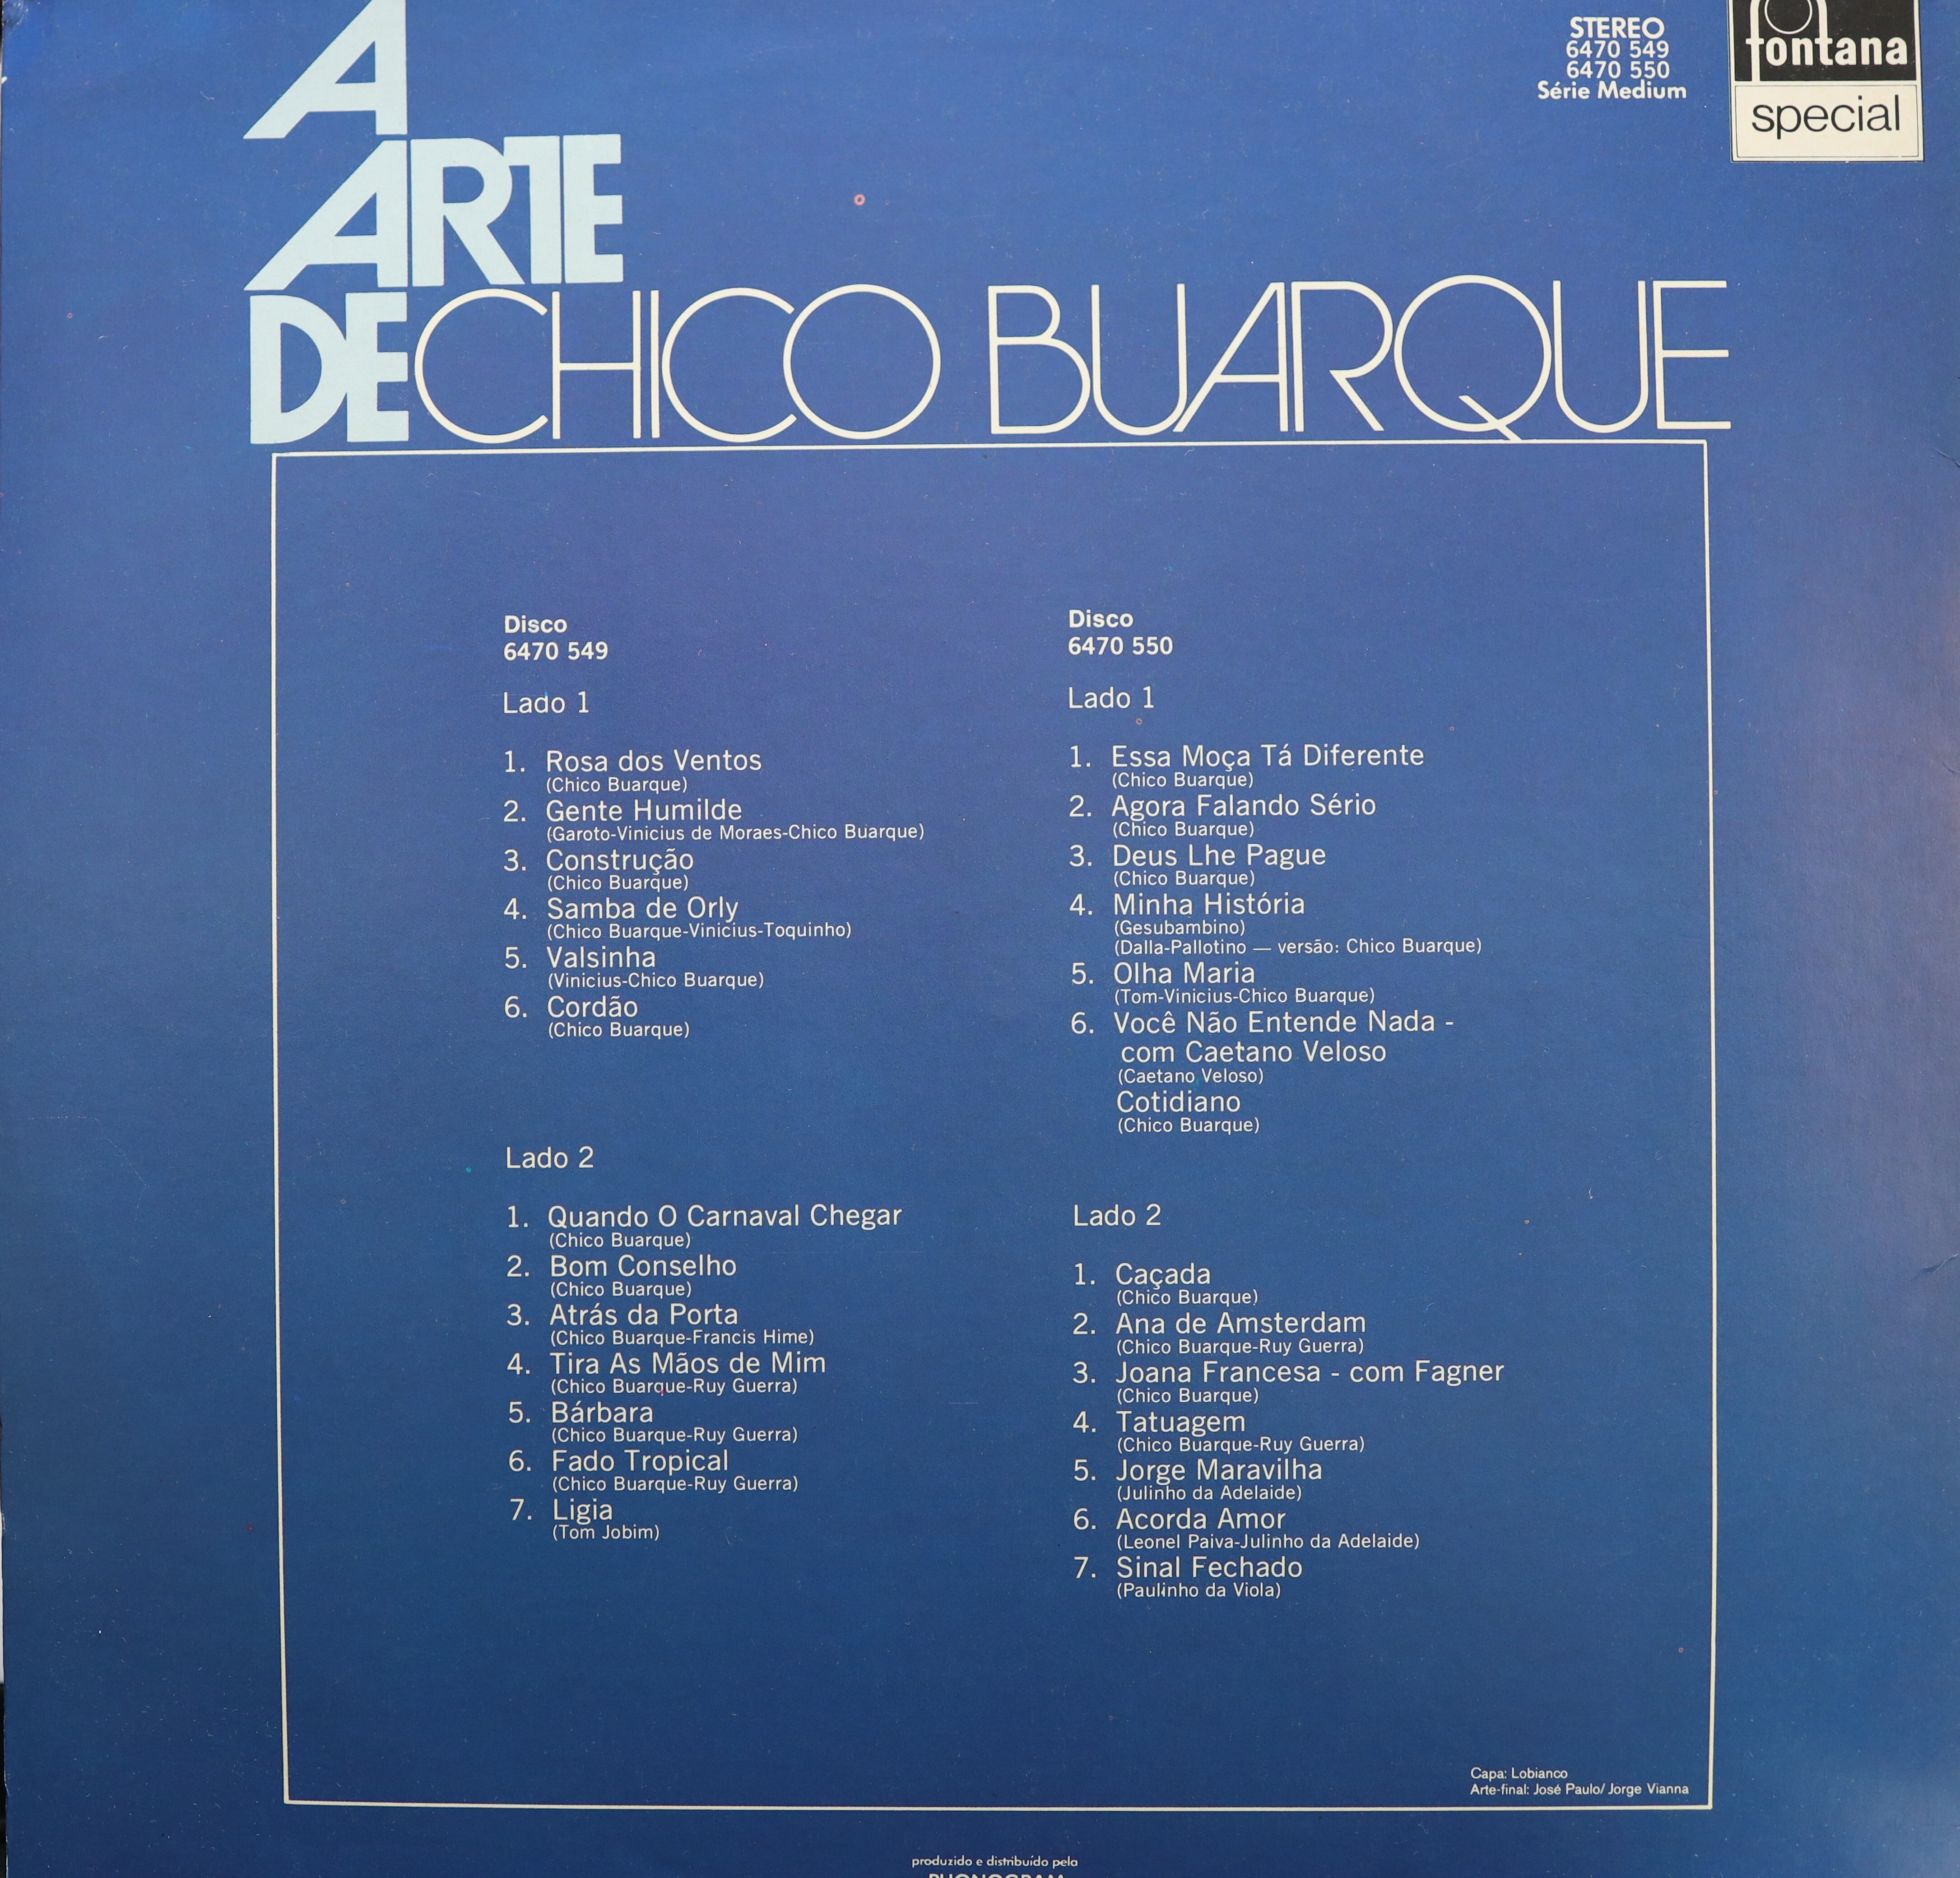 STEREO
6470 549
6470 550
Série Medium
fontana
special
A
ARTE
DE CHICO BUARQUE
Disco
6470 549
Lado 1
1. Rosa dos Ventos
(Chico Buarque)
2. Gente Humilde
(Garoto-Vinicius de Moraes-Chico Buarque)
3. Construção
(Chico Buarque)
4. Samba de Orly
(Chico Buarque-Vinicius-Toquinho)
5. Valsinha
(Vinicius-Chico Buarque)
6. Cordão
(Chico Buarque)
Lado 2
1. Quando O Carnaval Chegar
(Chico Buarque)
2. Bom Conselho
(Chico Buarque)
3. Atrás da Porta
(Chico Buarque-Francis Hime)
4. Tira As Mãos de Mim
(Chico Buarque-Ruy Guerra)
5. Bárbara
(Chico Buarque-Ruy Guerra)
6. Fado Tropical
(Chico Buarque-Ruy Guerra)
7. Ligia
(Tom Jobim)
Disco
6470 550
Lado 1
1. Essa Moça Tá Diferente
(Chico Buarque)
2. Agora Falando Sério
(Chico Buarque)
3. Deus Lhe Pague
(Chico Buarque)
4. Minha História
(Gesubambino)
(Dalla-Pallotino — versão: Chico Buarque)
5. Olha Maria
(Tom-Vinicius-Chico Buarque)
6. Você Não Entende Nada -
com Caetano Veloso
(Caetano Veloso)
Cotidiano
(Chico Buarque)
Lado 2
1. Caçada
(Chico Buarque)
2. Ana de Amsterdam
(Chico Buarque-Ruy Guerra)
3. Joana Francesa - com Fagner
(Chico Buarque)
4. Tatuagem
(Chico Buarque-Ruy Guerra)
5. Jorge Maravilha
(Julinho da Adelaide)
6. Acorda Amor
(Leonel Paiva-Julinho da Adelaide)
7. Sinal Fechado
(Paulinho da Viola)
Capa: Lobianco
Arte-final: José Paulo/ Jorge Vianna
produzido e distribuído pela
PHONOGRAM